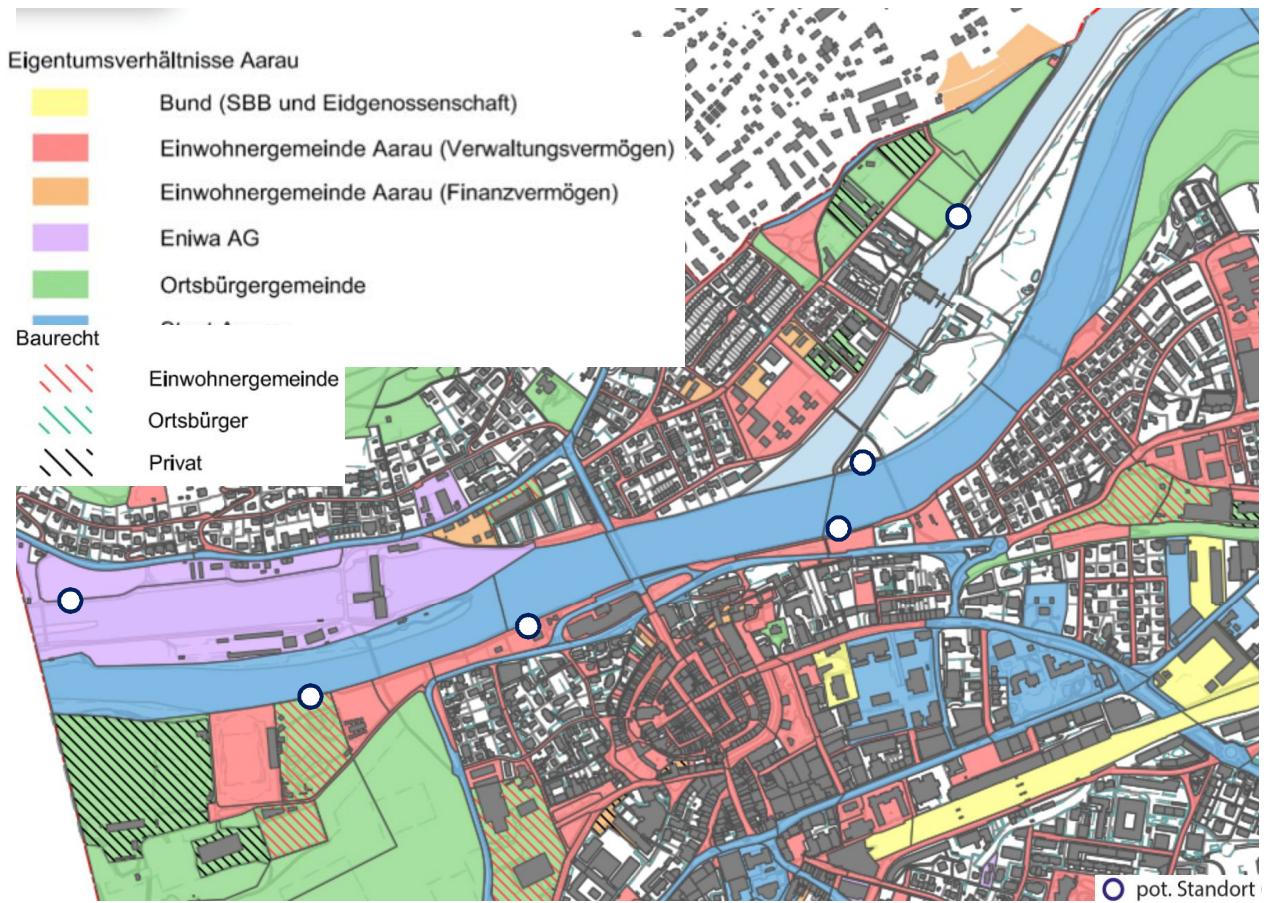 Eigentumsverhältnisse Aarau
Bund (SBB und Eidgenossenschaft)
Einwohnergemeinde Aarau (Verwaltungsvermögen)
Einwohnergemeinde Aarau (Finanzvermögen)
Eniwa AG
Ortsbürgergemeinde
Baurecht
Einwohnergemeinde
Ortsbürger
Privat
pot. Standort